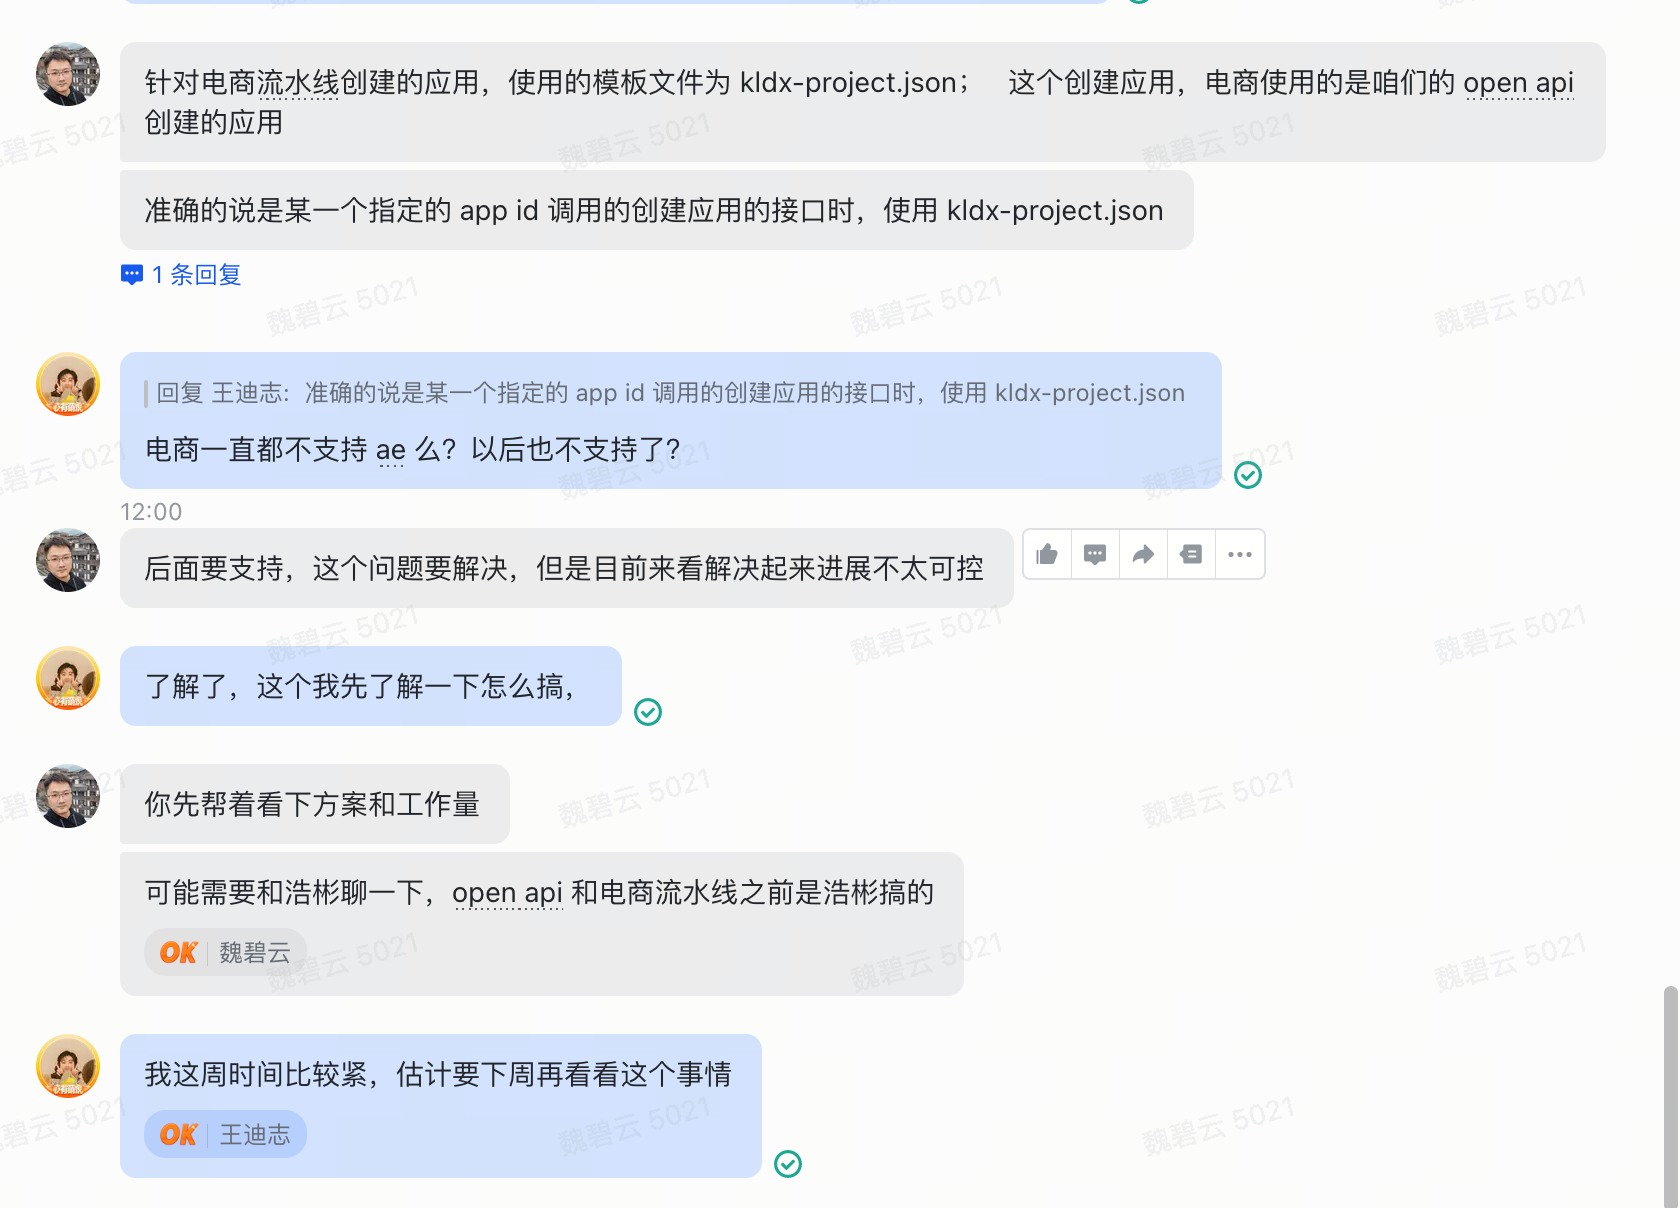 针对电商流水线创建的应用，使用的模板文件为 kldx-project.json； 这个创建应用，电商使用的是咱们的 open api
创建的应用
准确的说是某一个指定的 app id 调用的创建应用的接口时，使用 kldx-project.json
1 条回复
回复 王迪志：准确的说是某一个指定的 app id 调用的创建应用的接口时，使用 kldx-project.json
电商一直都不支持 ae 么？以后也不支持了？
12:00
后面要支持，这个问题要解决，但是目前来看解决起来进展不太可控
了解了，这个我先了解一下怎么搞，
你先帮着看下方案和工作量
可能需要和浩彬聊一下，open api 和电商流水线之前是浩彬搞的
OK 魏碧云
我这周时间比较紧，估计要下周再看看这个事情
OK 王迪志
魏碧云 5021